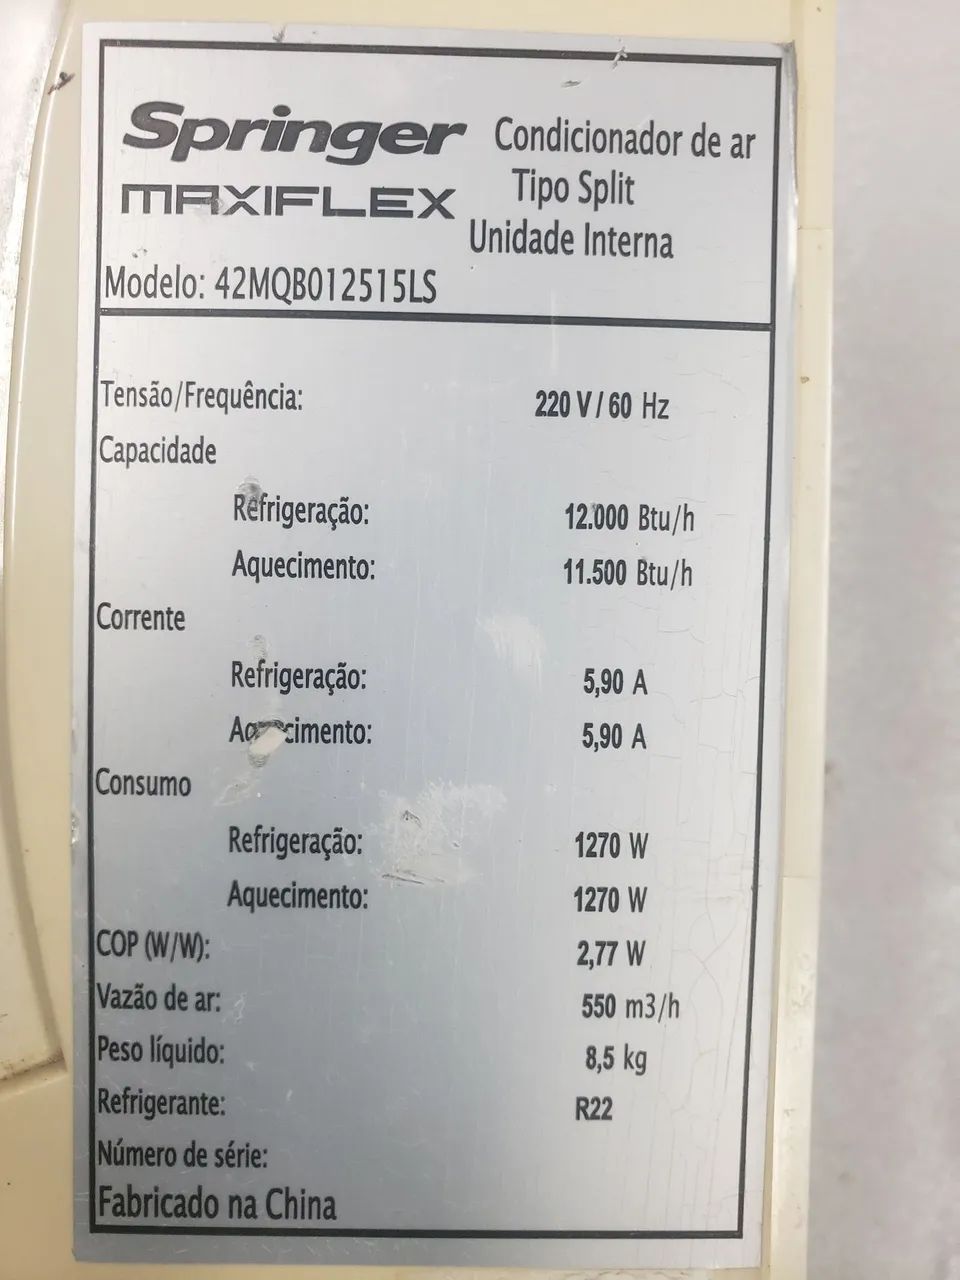 Springer
MAXIFLEX
Condicionador de ar
Tipo Split
Unidade Interna
Modelo: 42MQB012515LS
Tensão/Frequência: 220 V / 60 Hz
Capacidade
Refrigeração: 12.000 Btu/h
Aquecimento: 11.500 Btu/h
Corrente
Refrigeração: 5,90 A
Aquecimento: 5,90 A
Consumo
Refrigeração: 1270 W
Aquecimento: 1270 W
COP (W/W): 2,77 W
Vazão de ar: 550 m3/h
Peso líquido: 8,5 kg
Refrigerante: R22
Número de série:
Fabricado na China